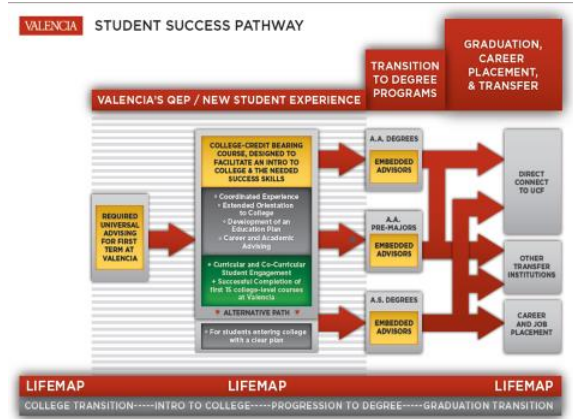 VALENCIA
STUDENT SUCCESS PATHWAY
GRADUATION,
CAREER
PLACEMENT,
& TRANSFER
TRANSITION
TO DEGREE
PROGRAMS
VALENCIA'S QEP / NEW STUDENT EXPERIENCE
REQUIRED
UNIVERSAL
ADVISING
FOR FIRST
TERM AT
VALENCIA
COLLEGE-CREDIT BEARING
COURSE, DESIGNED TO
FACILITATE AN INTRO TO
COLLEGE & THE NEEDED
SUCCESS SKILLS
• Coordinated Experience
• Extended Orientation
to College
• Development of an
Education Plan
• Career and Academic
Advising
• Curricular and Co-Curricular
Student Engagement
• Successful Completion of
first 15 college-level courses
at Valencia
▼ ALTERNATIVE PATH ▼
• For students entering college
with a clear plan
A.A. DEGREES
EMBEDDED
ADVISORS
A.A.
PRE-MAJORS
EMBEDDED
ADVISORS
A.S. DEGREES
EMBEDDED
ADVISORS
DIRECT
CONNECT
TO UCF
OTHER
TRANSFER
INSTITUTIONS
CAREER
AND JOB
PLACEMENT
LIFEMAP LIFEMAP LIFEMAP
COLLEGE TRANSITION-----INTRO TO COLLEGE-----PROGRESSION TO DEGREE-----GRADUATION TRANSITION